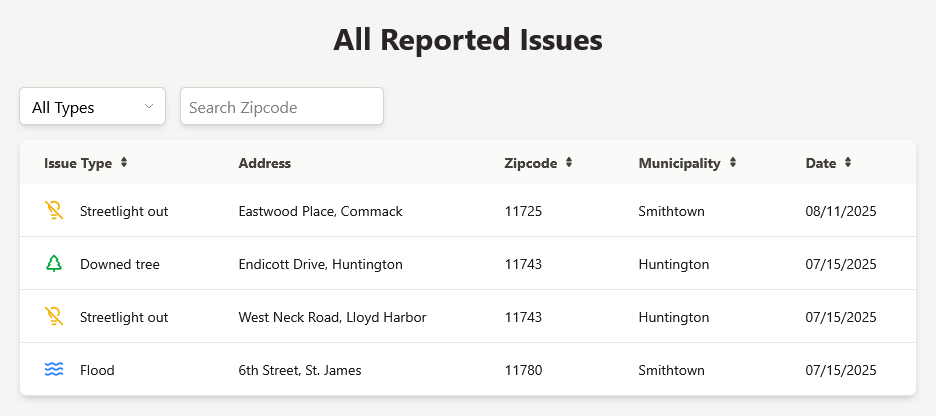 All Reported Issues
All Types
Search Zipcode
Issue Type Address Zipcode Municipality Date
Streetlight out Eastwood Place, Commack 11725 Smithtown 08/11/2025
Downed tree Endicott Drive, Huntington 11743 Huntington 07/15/2025
Streetlight out West Neck Road, Lloyd Harbor 11743 Huntington 07/15/2025
Flood 6th Street, St. James 11780 Smithtown 07/15/2025